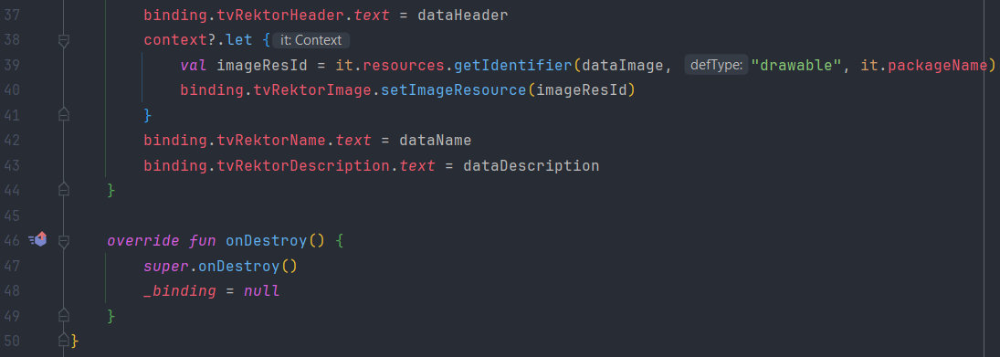 37 binding.tvRektorHeader.text = dataHeader
38 context?.let { it: Context
39 val imageResId = it.resources.getIdentifier(dataImage, defType: "drawable", it.packageName)
40 binding.tvRektorImage.setImageResource(imageResId)
41 }
42 binding.tvRektorName.text = dataName
43 binding.tvRektorDescription.text = dataDescription
44 }
45
46 override fun onDestroy() {
47 super.onDestroy()
48 _binding = null
49 }
50 }